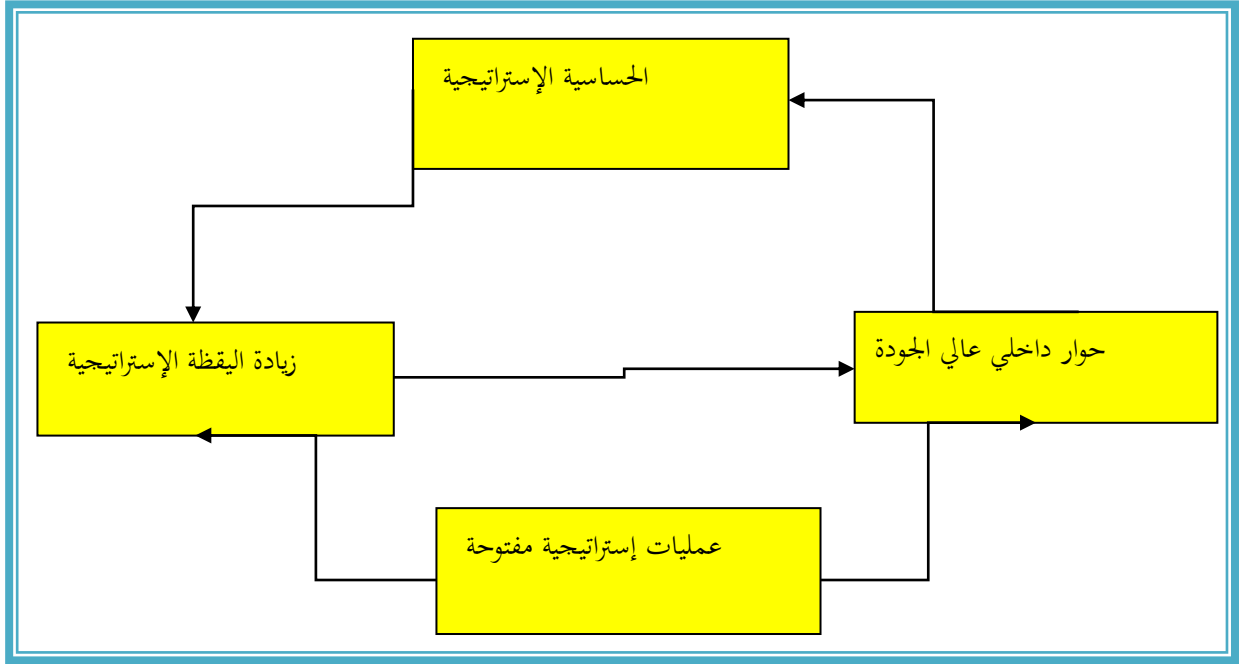 الحساسية الإستراتيجية
حوار داخلي عالي الجودة
زيادة اليقظة الإستراتيجية
عمليات إستراتيجية مفتوحة